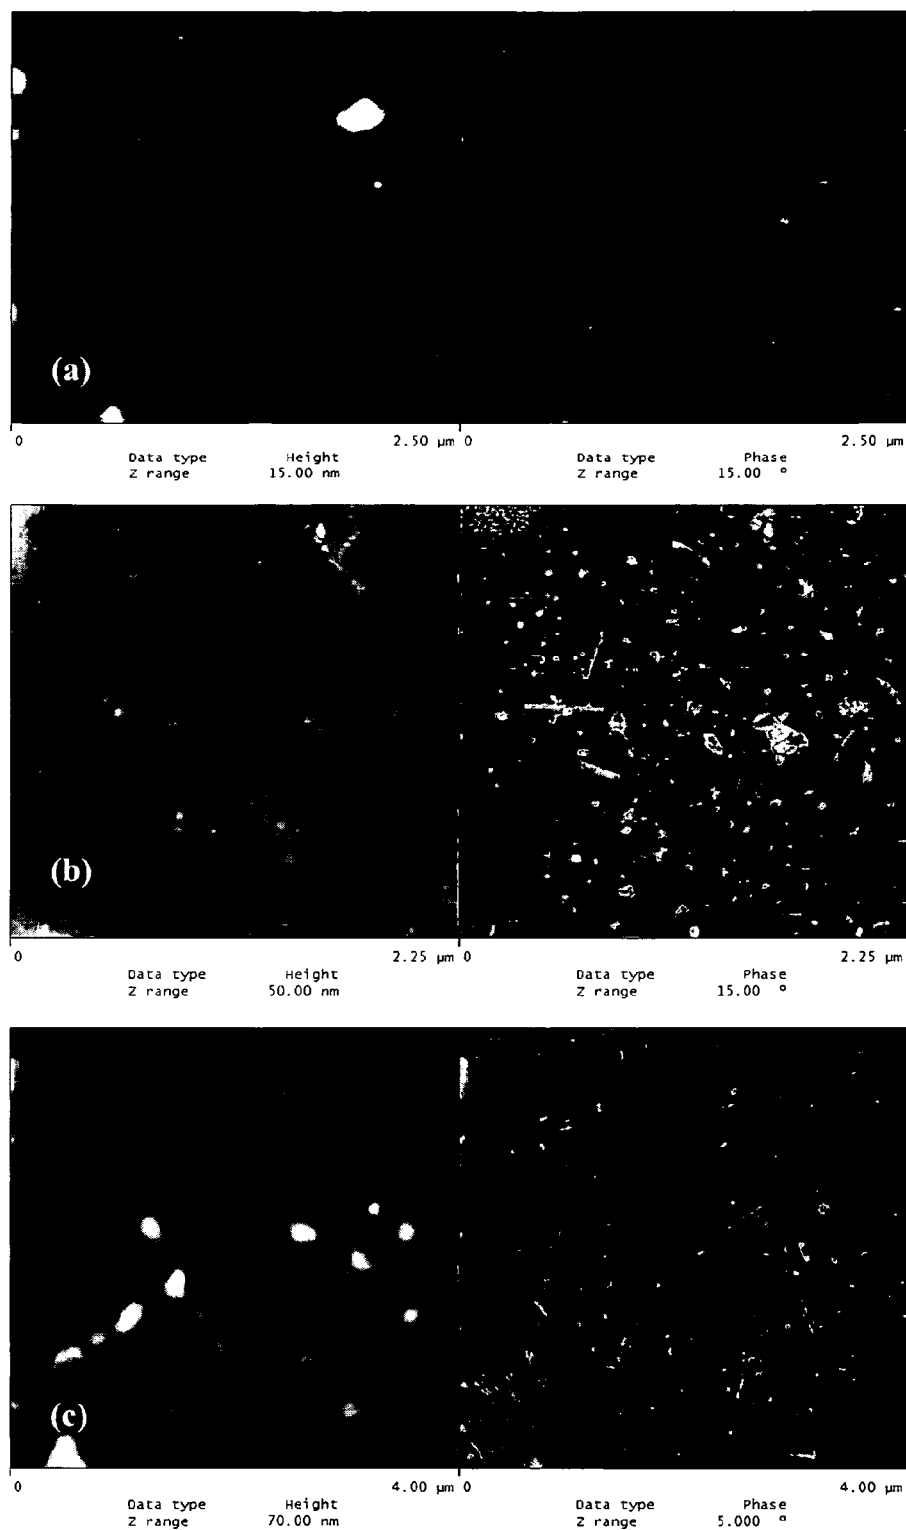 (a)
0 2.50 µm 0 2.50 µm
Data type Height Data type Phase
Z range 15.00 nm Z range 15.00 °
(b)
0 2.25 µm 0 2.25 µm
Data type Height Data type Phase
Z range 50.00 nm Z range 15.00 °
(c)
0 4.00 µm 0 4.00 µm
Data type Height Data type Phase
Z range 70.00 nm Z range 5.000 °